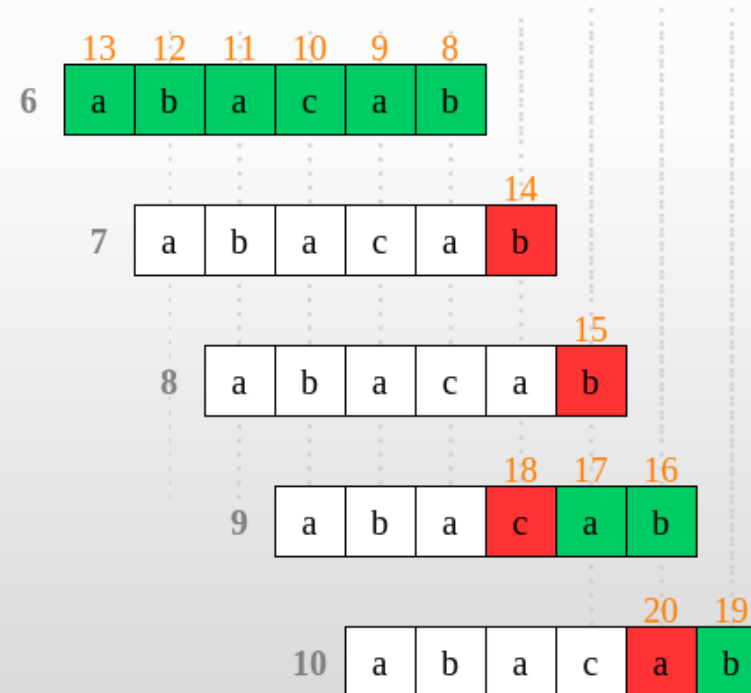 13 12 11 10 9 8
6 a b a c a b
14
7 a b a c a b
15
8 a b a c a b
18 17 16
9 a b a c a b
20 19
10 a b a c a b